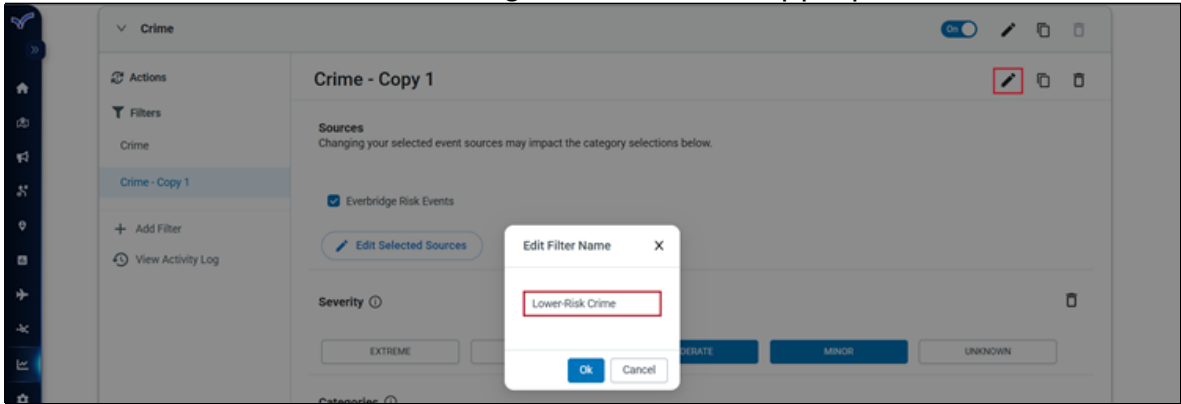 Crime
On
Actions
Crime - Copy 1
Filters
Sources
Changing your selected event sources may impact the category selections below.
Crime
Crime - Copy 1
Everbridge Risk Events
Add Filter
Edit Selected Sources
Edit Filter Name X
View Activity Log
Severity
Lower-Risk Crime
EXTREME
DERATE
MINOR
UNKNOWN
Ok
Cancel
Categories